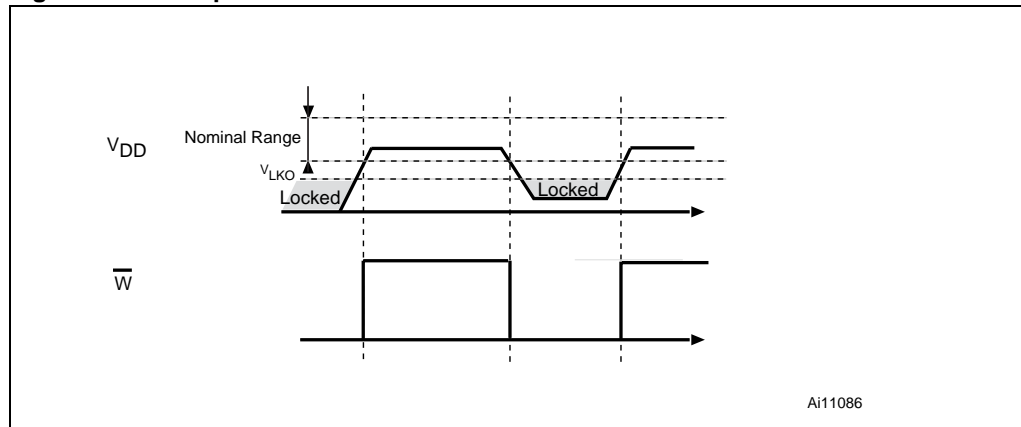 Nominal Range
VDD
VLKO
Locked
Locked
W
Ai11086